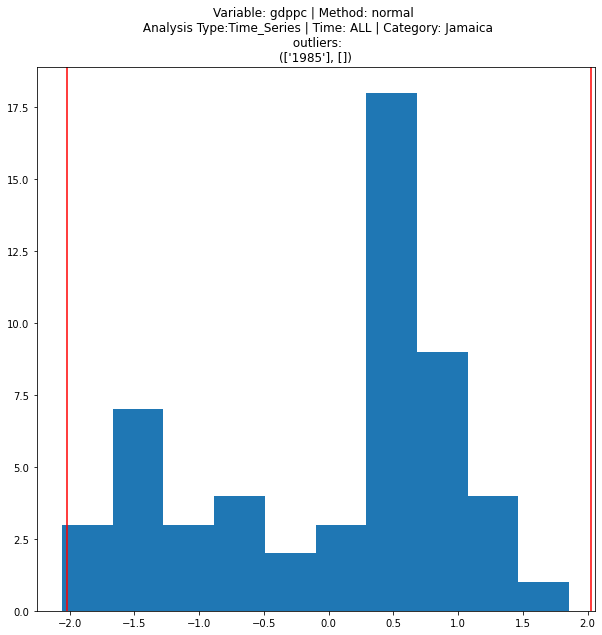 Variable: gdppc | Method: normal
Analysis Type:Time_Series | Time: ALL | Category: Jamaica
outliers:
(['1985'], [])
17.5
15.0
12.5
10.0
7.5
5.0
2.5
0.0
−2.0 −1.5 −1.0 −0.5 0.0 0.5 1.0 1.5 2.0